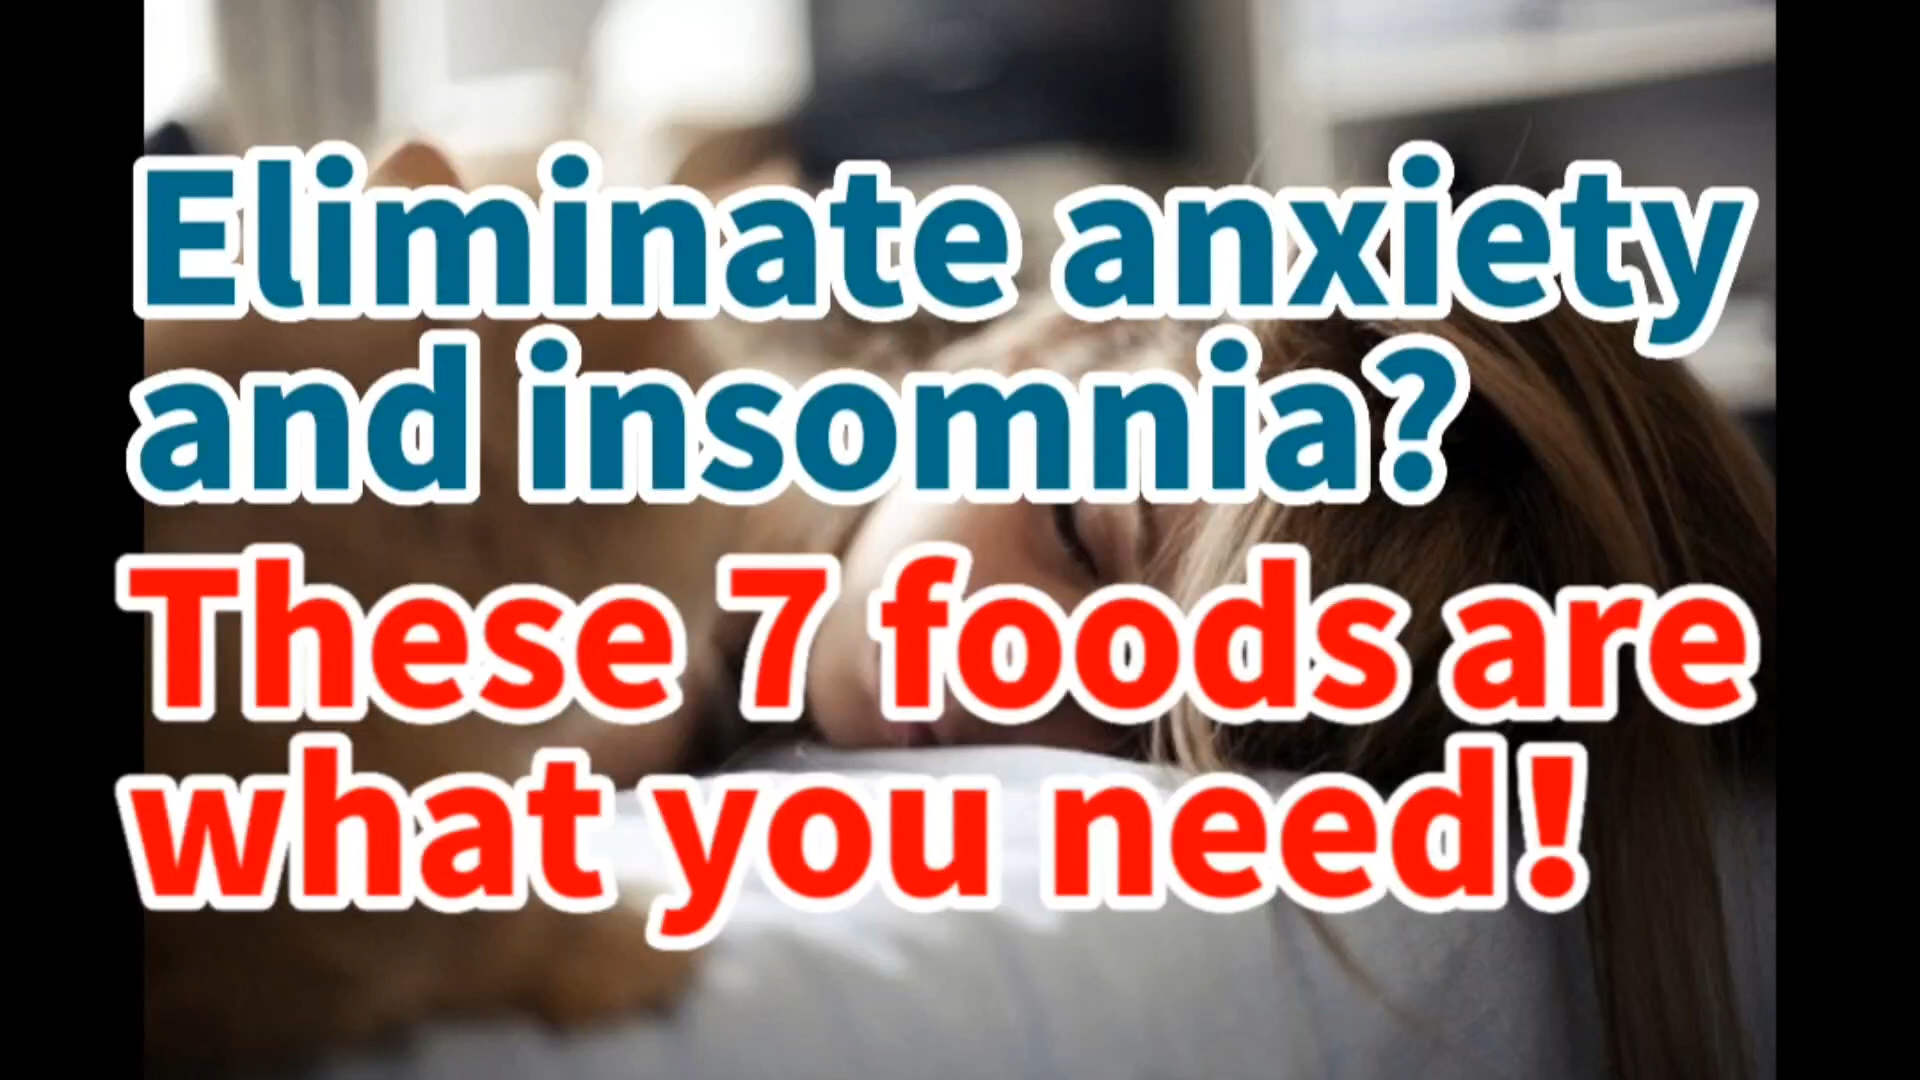 Eliminate anxiety
and insomnia?
These 7 foods are
what you need!